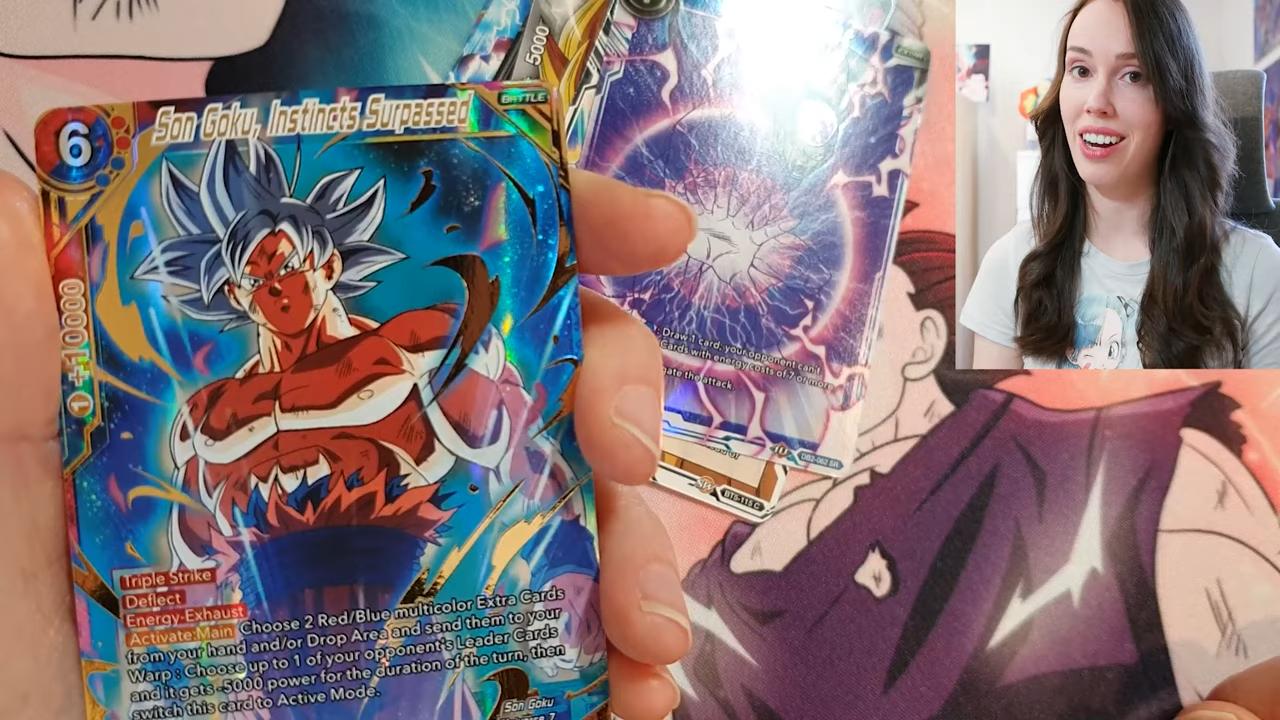 6
Son Goku, Instincts Surpassed
BATTLE
1 +10000
Triple Strike
Deflect
Energy-Exhaust
Activate:Main Choose 2 Red/Blue multicolor Extra Cards
from your hand and/or Drop Area and send them to your
Warp : Choose up to 1 of your opponent's Leader Cards
and it gets -5000 power for the duration of the turn, then
switch this card to Active Mode.
Son Goku
5000
: Draw 1 card, your opponent can't
Cards with energy costs of 7 or more
gate the attack.
DB2-062 SR